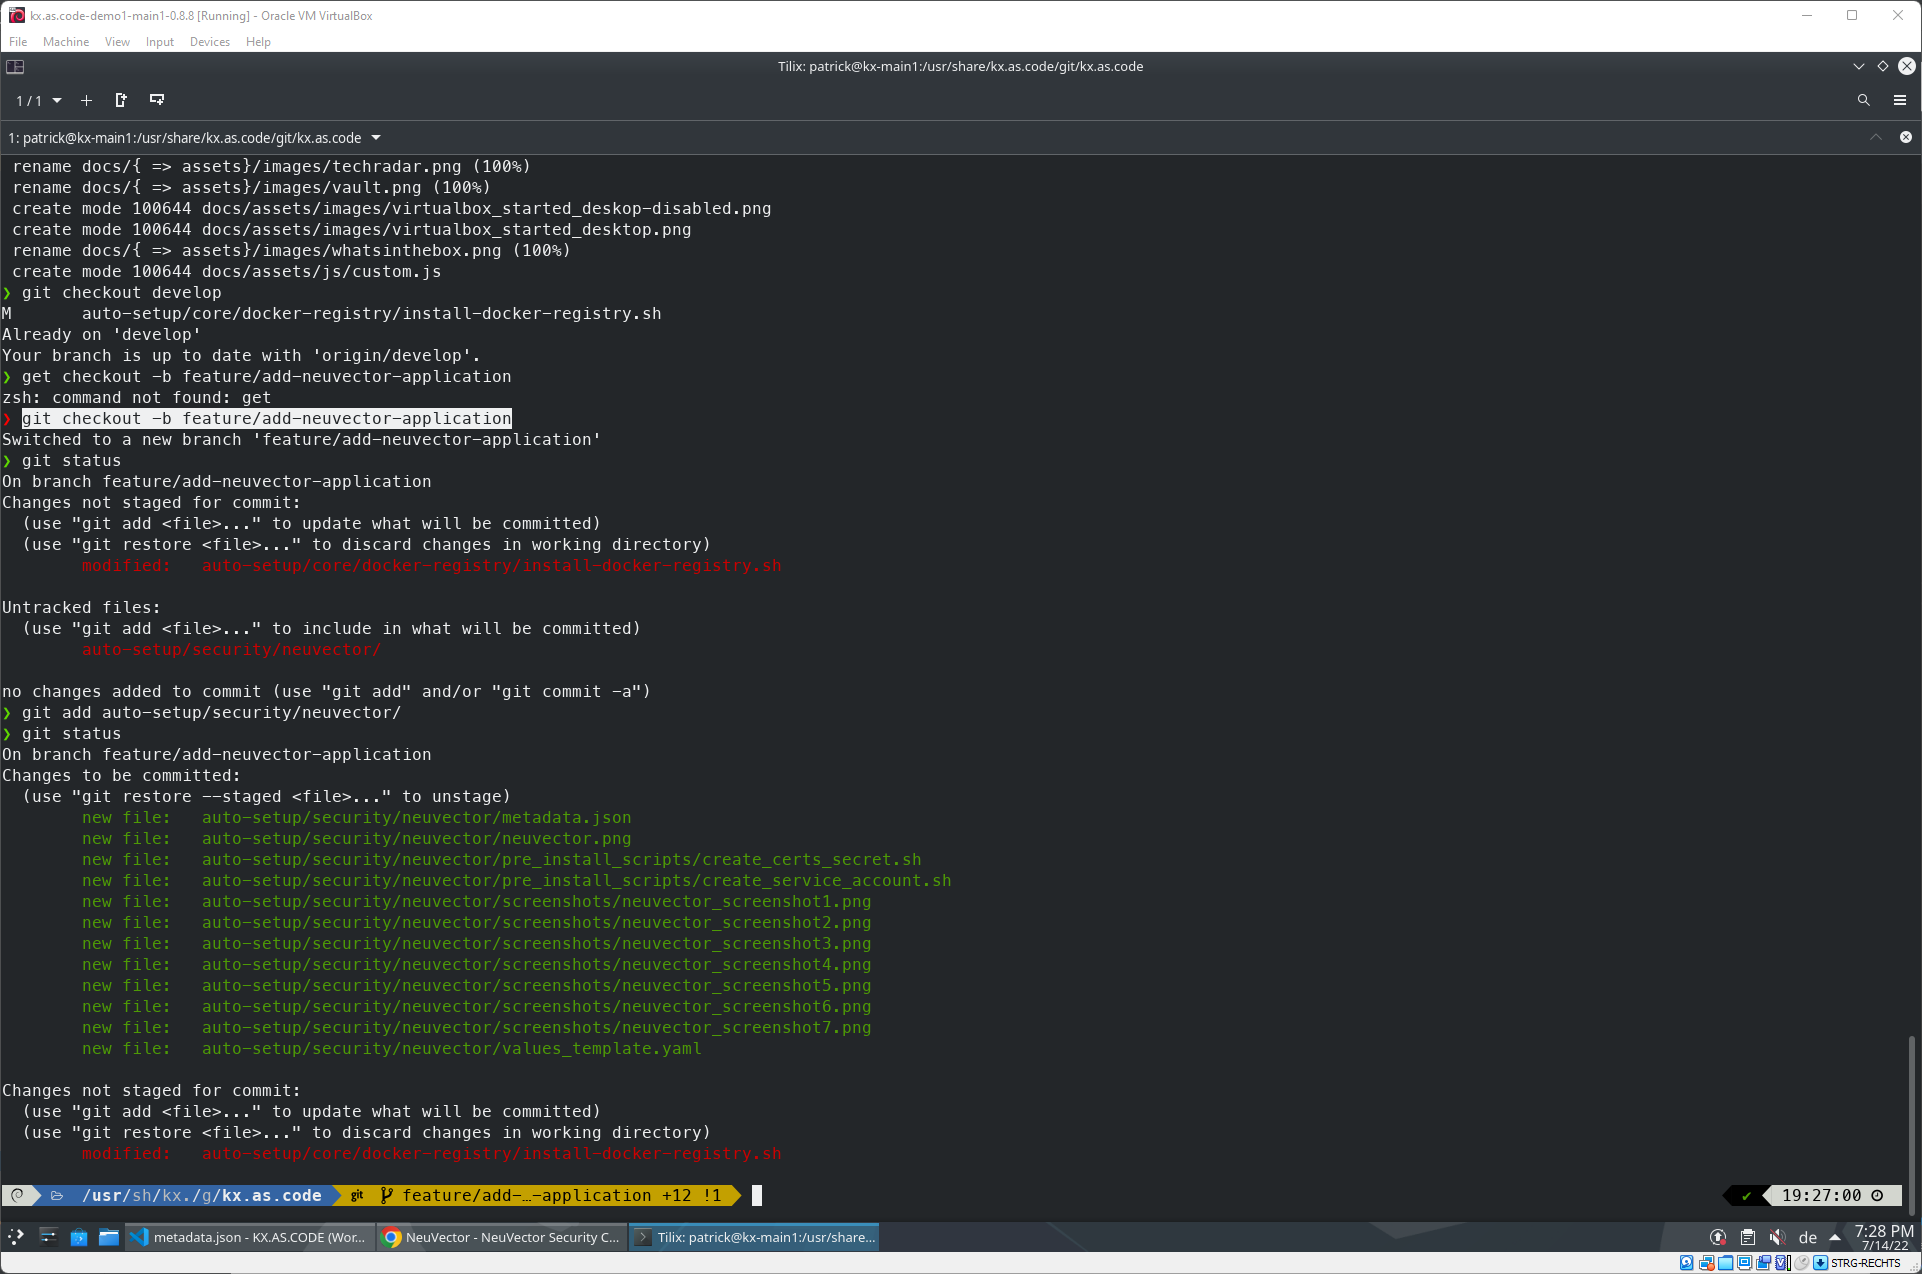 kx.as.code-demo1-main1-0.8.8 [Running] - Oracle VM VirtualBox
File Machine View Input Devices Help
Tilix: patrick@kx-main1:/usr/share/kx.as.code/git/kx.as.code
1 / 1
1: patrick@kx-main1:/usr/share/kx.as.code/git/kx.as.code
rename docs/{ => assets}/images/techradar.png (100%)
rename docs/{ => assets}/images/vault.png (100%)
create mode 100644 docs/assets/images/virtualbox_started_deskop-disabled.png
create mode 100644 docs/assets/images/virtualbox_started_desktop.png
rename docs/{ => assets}/images/whatsinthebox.png (100%)
create mode 100644 docs/assets/js/custom.js
❯ git checkout develop
M       auto-setup/core/docker-registry/install-docker-registry.sh
Already on 'develop'
Your branch is up to date with 'origin/develop'.
❯ get checkout -b feature/add-neuvector-application
zsh: command not found: get
❯ git checkout -b feature/add-neuvector-application
Switched to a new branch 'feature/add-neuvector-application'
❯ git status
On branch feature/add-neuvector-application
Changes not staged for commit:
  (use "git add <file>..." to update what will be committed)
  (use "git restore <file>..." to discard changes in working directory)
        modified:   auto-setup/core/docker-registry/install-docker-registry.sh
Untracked files:
  (use "git add <file>..." to include in what will be committed)
        auto-setup/security/neuvector/
no changes added to commit (use "git add" and/or "git commit -a")
❯ git add auto-setup/security/neuvector/
❯ git status
On branch feature/add-neuvector-application
Changes to be committed:
  (use "git restore --staged <file>..." to unstage)
        new file:   auto-setup/security/neuvector/metadata.json
        new file:   auto-setup/security/neuvector/neuvector.png
        new file:   auto-setup/security/neuvector/pre_install_scripts/create_certs_secret.sh
        new file:   auto-setup/security/neuvector/pre_install_scripts/create_service_account.sh
        new file:   auto-setup/security/neuvector/screenshots/neuvector_screenshot1.png
        new file:   auto-setup/security/neuvector/screenshots/neuvector_screenshot2.png
        new file:   auto-setup/security/neuvector/screenshots/neuvector_screenshot3.png
        new file:   auto-setup/security/neuvector/screenshots/neuvector_screenshot4.png
        new file:   auto-setup/security/neuvector/screenshots/neuvector_screenshot5.png
        new file:   auto-setup/security/neuvector/screenshots/neuvector_screenshot6.png
        new file:   auto-setup/security/neuvector/screenshots/neuvector_screenshot7.png
        new file:   auto-setup/security/neuvector/values_template.yaml
Changes not staged for commit:
  (use "git add <file>..." to update what will be committed)
  (use "git restore <file>..." to discard changes in working directory)
        modified:   auto-setup/core/docker-registry/install-docker-registry.sh
/usr/sh/kx./g/kx.as.code git feature/add-…-application +12 !1 ✔ 19:27:00
metadata.json - KX.AS.CODE (Wor... NeuVector - NeuVector Security C... Tilix: patrick@kx-main1:/usr/share... de 7:28 PM
7/14/22
STRG-RECHTS